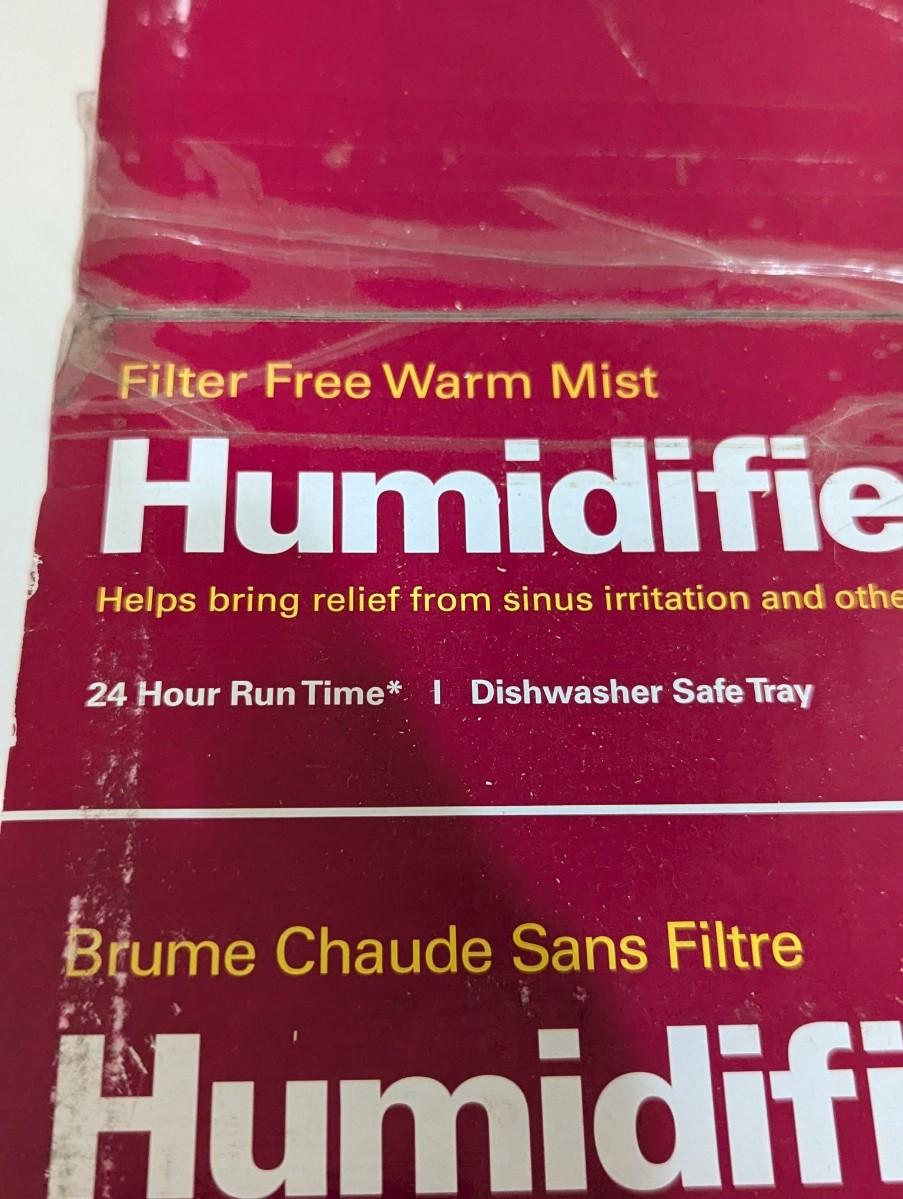 Filter Free Warm Mist
Humidifie
Helps bring relief from sinus irritation and othe
24 Hour Run Time* | Dishwasher Safe Tray
Brume Chaude Sans Filtre
Humidifi